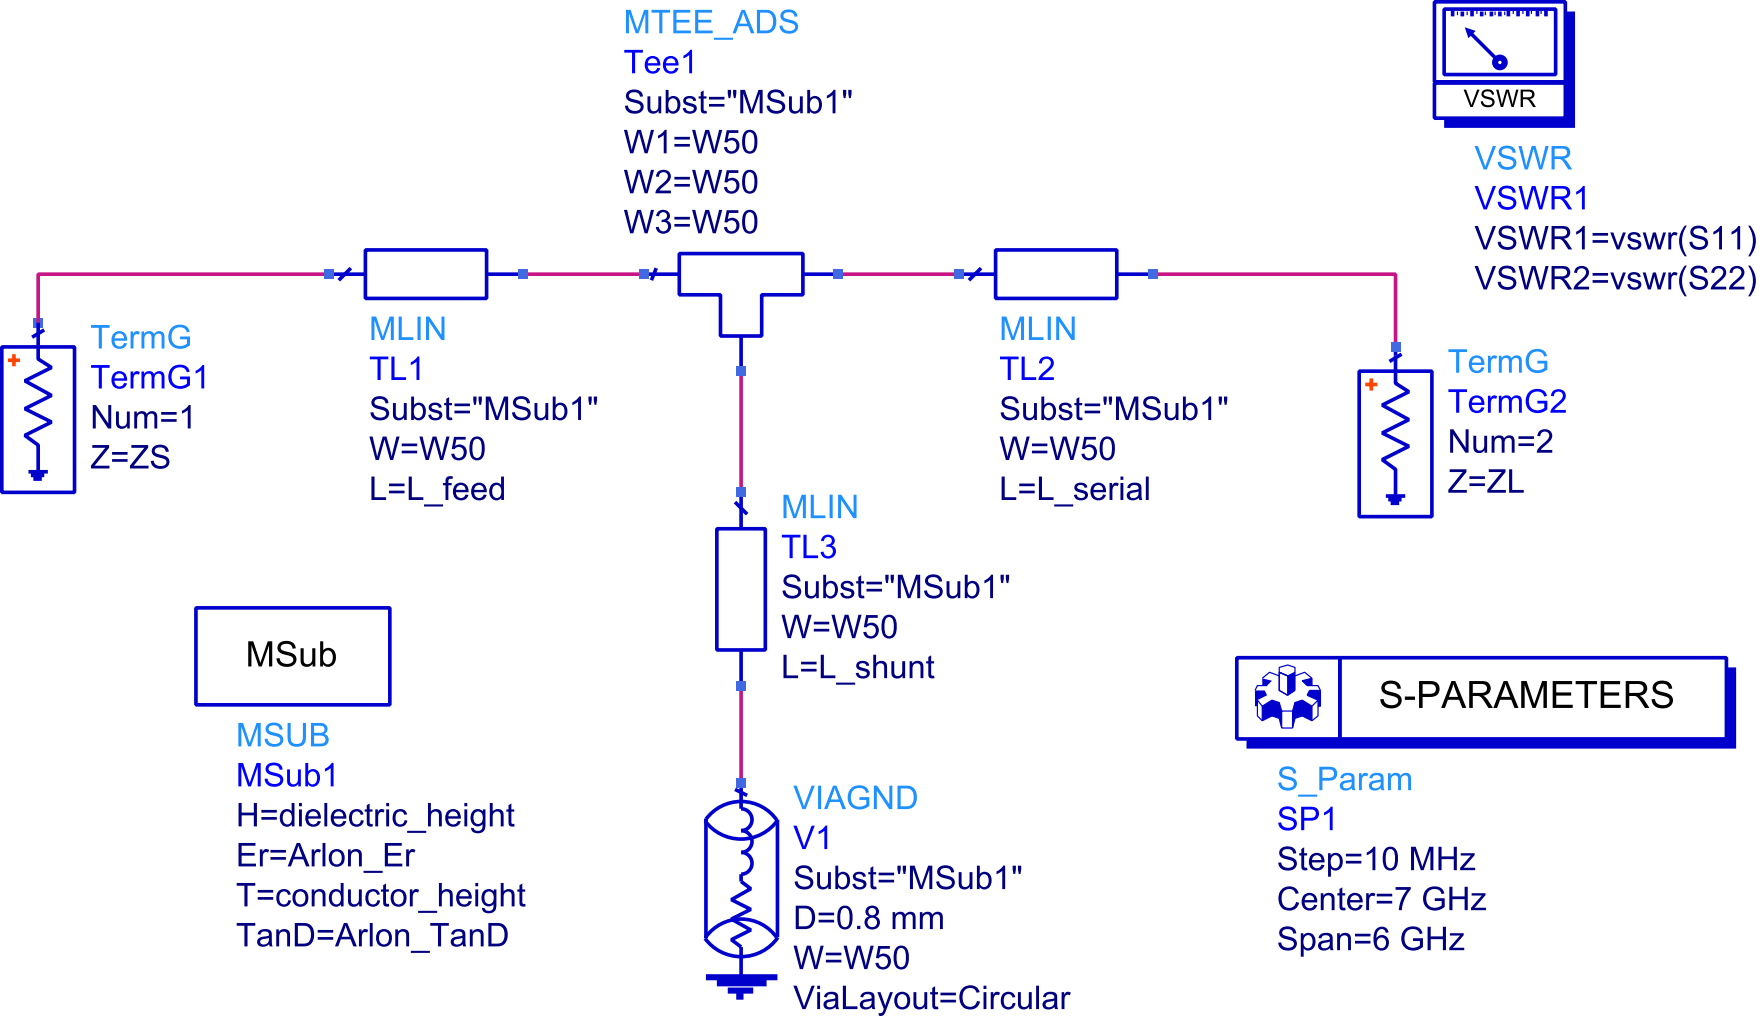 MTEE_ADS
Tee1
Subst="MSub1"
W1=W50
W2=W50
W3=W50
VSWR
VSWR
VSWR1
VSWR1=vswr(S11)
VSWR2=vswr(S22)
+
TermG
TermG1
Num=1
Z=ZS
MLIN
TL1
Subst="MSub1"
W=W50
L=L_feed
MLIN
TL2
Subst="MSub1"
W=W50
L=L_serial
+
TermG
TermG2
Num=2
Z=ZL
MLIN
TL3
Subst="MSub1"
W=W50
L=L_shunt
MSub
MSUB
MSub1
H=dielectric_height
Er=Arlon_Er
T=conductor_height
TanD=Arlon_TanD
VIAGND
V1
Subst="MSub1"
D=0.8 mm
W=W50
ViaLayout=Circular
S-PARAMETERS
S_Param
SP1
Step=10 MHz
Center=7 GHz
Span=6 GHz